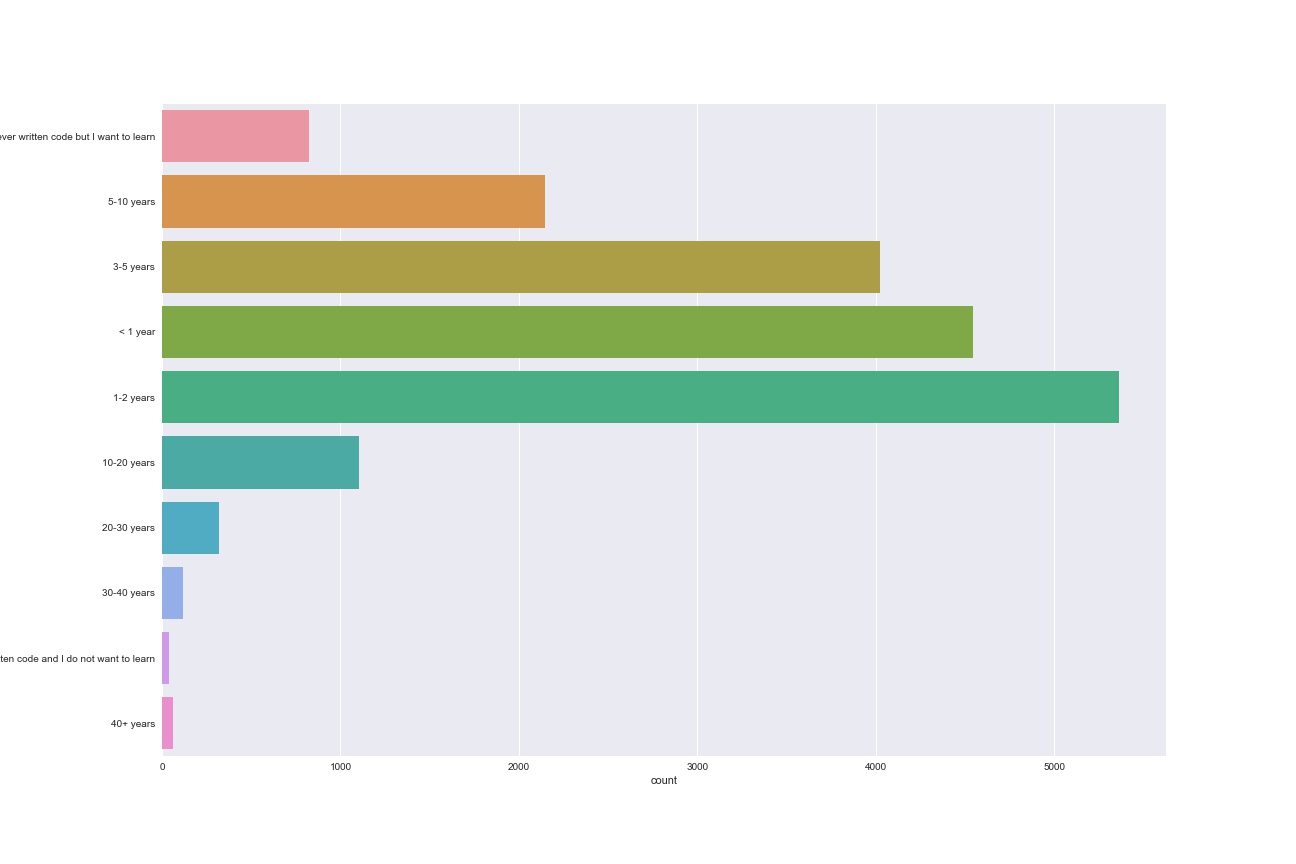 ever written code but I want to learn
5-10 years
3-5 years
< 1 year
1-2 years
10-20 years
20-30 years
30-40 years
ten code and I do not want to learn
40+ years
0 1000 2000 3000 4000 5000
count